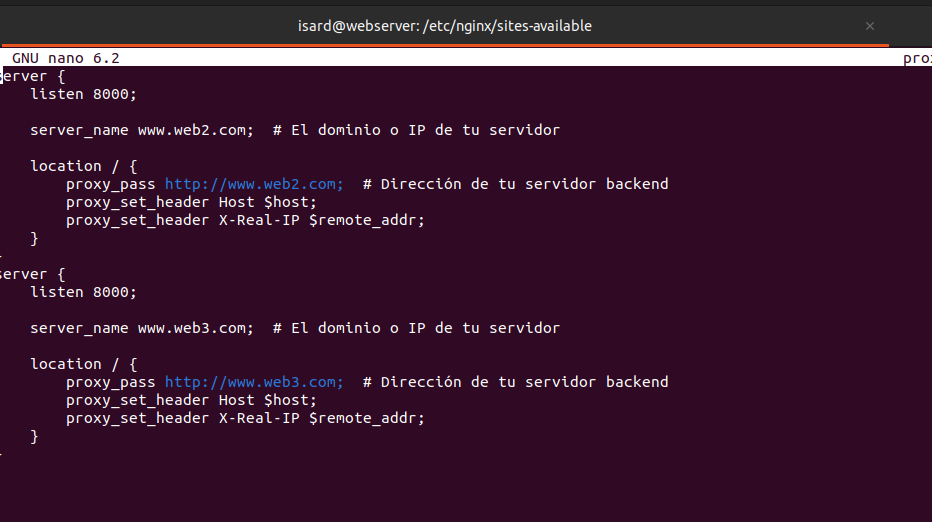 isard@webserver: /etc/nginx/sites-available
GNU nano 6.2
server {
listen 8000;
server_name www.web2.com; # El dominio o IP de tu servidor
location / {
proxy_pass http://www.web2.com; # Dirección de tu servidor backend
proxy_set_header Host $host;
proxy_set_header X-Real-IP $remote_addr;
}
server {
listen 8000;
server_name www.web3.com; # El dominio o IP de tu servidor
location / {
proxy_pass http://www.web3.com; # Dirección de tu servidor backend
proxy_set_header Host $host;
proxy_set_header X-Real-IP $remote_addr;
}